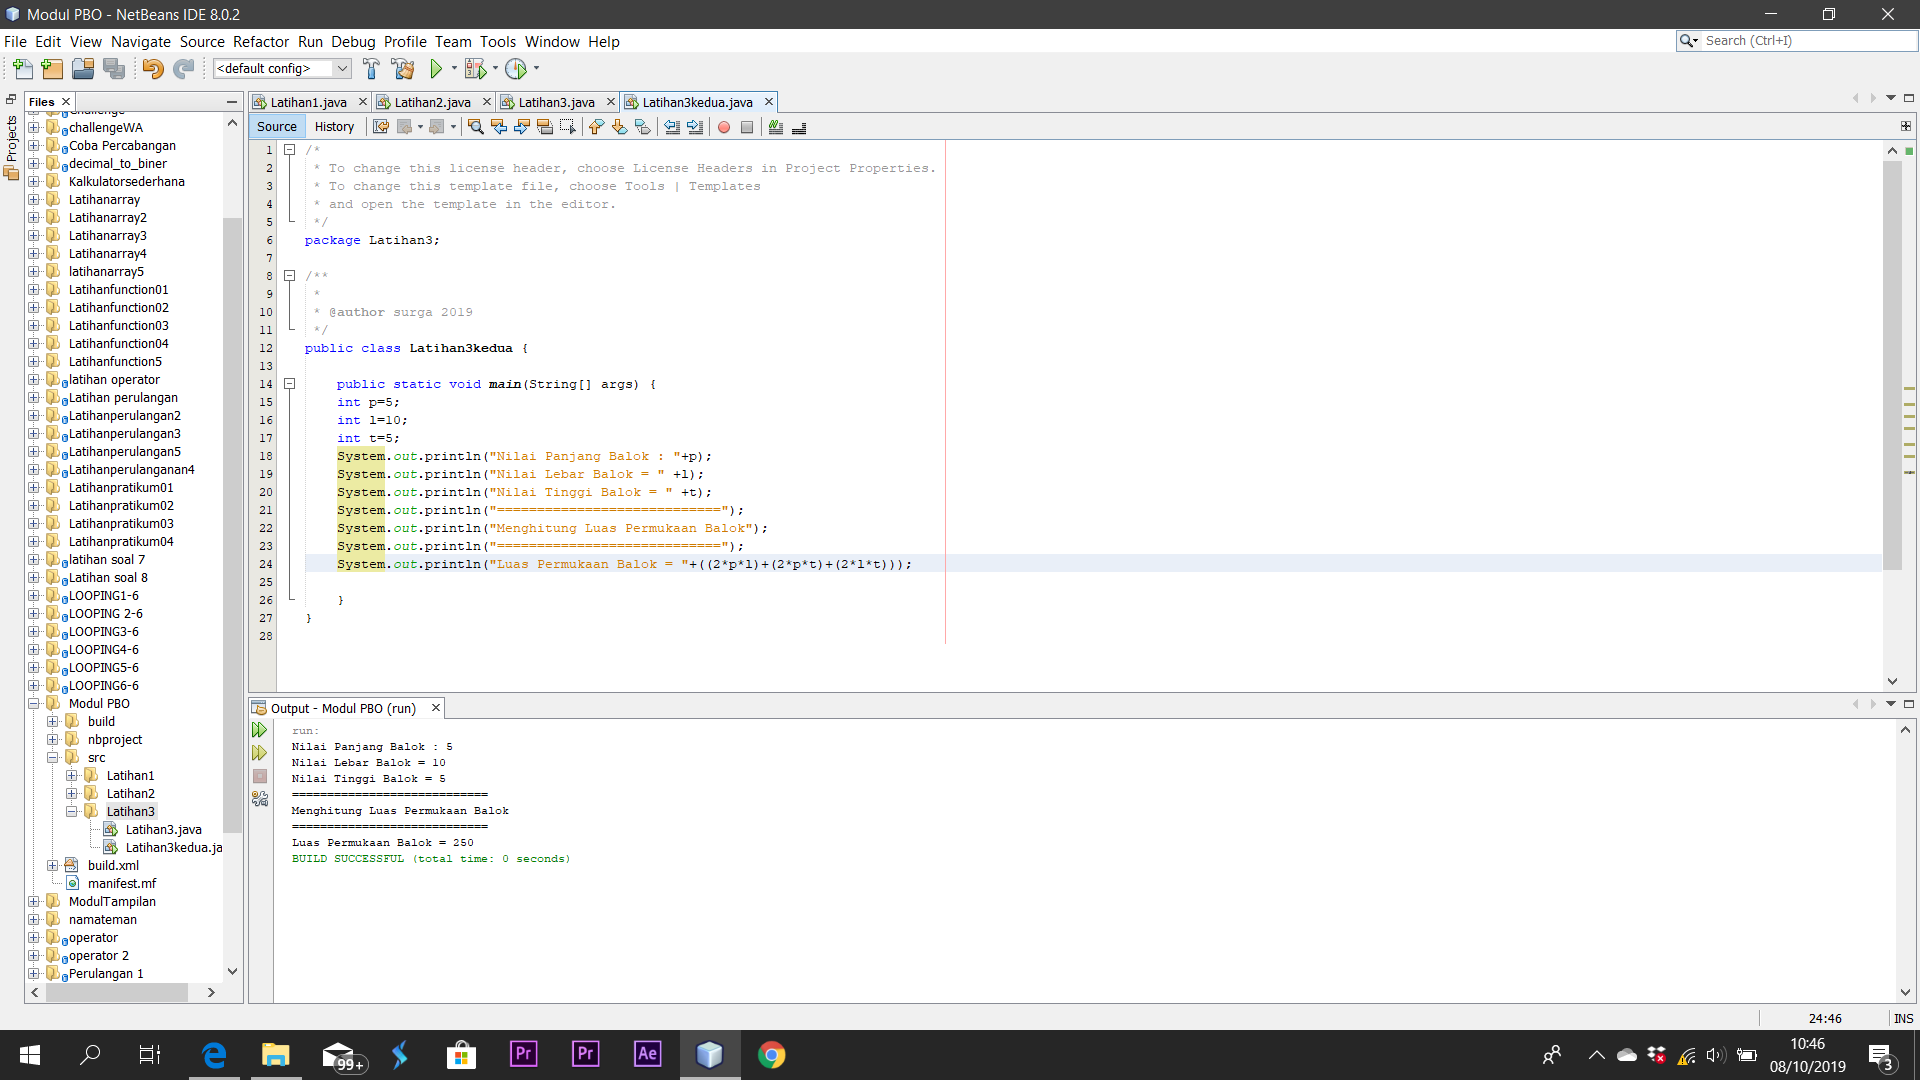 Modul PBO - NetBeans IDE 8.0.2
File Edit View Navigate Source Refactor Run Debug Profile Team Tools Window Help
Search (Ctrl+I)
<default config>
Projects
Files
challengeWA
Coba Percabangan
decimal_to_biner
Kalkulatorsederhana
Latihanarray
Latihanarray2
Latihanarray3
Latihanarray4
latihanarray5
Latihanfunction01
Latihanfunction02
Latihanfunction03
Latihanfunction04
Latihanfunction5
latihan operator
Latihan perulangan
Latihanperulangan2
Latihanperulangan3
Latihanperulangan5
Latihanperulanganan4
Latihanpratikum01
Latihanpratikum02
Latihanpratikum03
Latihanpratikum04
latihan soal 7
Latihan soal 8
LOOPING1-6
LOOPING 2-6
LOOPING3-6
LOOPING4-6
LOOPING5-6
LOOPING6-6
Modul PBO
build
nbproject
src
Latihan1
Latihan2
Latihan3
Latihan3.java
Latihan3kedua.ja
build.xml
manifest.mf
ModulTampilan
namateman
operator
operator 2
Perulangan 1
Latihan1.java Latihan2.java Latihan3.java Latihan3kedua.java
Source History
1 /*
2 * To change this license header, choose License Headers in Project Properties.
3 * To change this template file, choose Tools | Templates
4 * and open the template in the editor.
5 */
6 package Latihan3;
7
8 /**
9 *
10 * @author surga 2019
11 */
12 public class Latihan3kedua {
13
14 public static void main(String[] args) {
15 int p=5;
16 int l=10;
17 int t=5;
18 System.out.println("Nilai Panjang Balok : "+p);
19 System.out.println("Nilai Lebar Balok = " +l);
20 System.out.println("Nilai Tinggi Balok = " +t);
21 System.out.println("============================");
22 System.out.println("Menghitung Luas Permukaan Balok");
23 System.out.println("============================");
24 System.out.println("Luas Permukaan Balok = "+((2*p*l)+(2*p*t)+(2*l*t)));
25
26 }
27 }
28
Output - Modul PBO (run)
run:
Nilai Panjang Balok : 5
Nilai Lebar Balok = 10
Nilai Tinggi Balok = 5
============================
Menghitung Luas Permukaan Balok
============================
Luas Permukaan Balok = 250
BUILD SUCCESSFUL (total time: 0 seconds)
24:46 INS
99+
Pr
Pr
Ae
10:46
08/10/2019
3